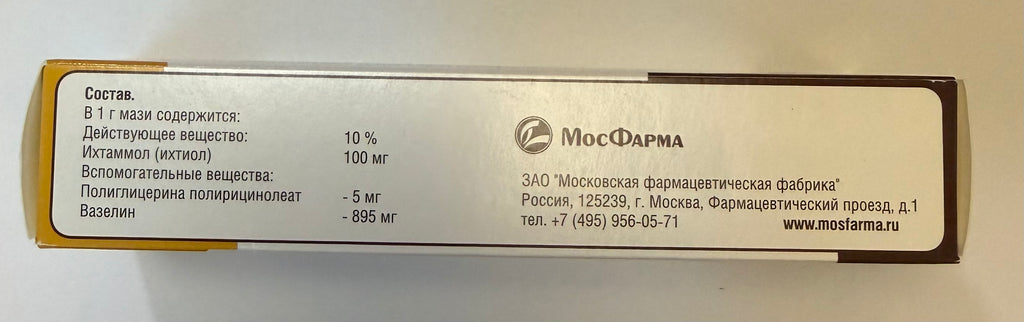 Состав.
В 1 г мази содержится:
Действующее вещество: 10 %
Ихтаммол (ихтиол) 100 мг
Вспомогательные вещества:
Полиглицерина полирицинолеат - 5 мг
Вазелин - 895 мг
МосФарма
ЗАО "Московская фармацевтическая фабрика"
Россия, 125239, г. Москва, Фармацевтический проезд, д.1
тел. +7 (495) 956-05-71 www.mosfarma.ru